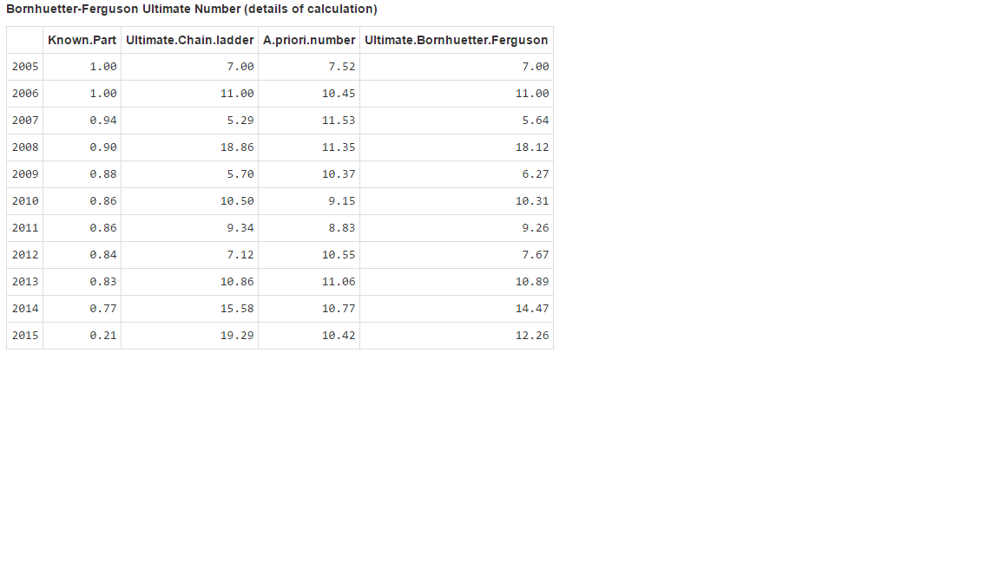 Bornhuetter-Ferguson Ultimate Number (details of calculation)
Known.Part Ultimate.Chain.ladder A.priori.number Ultimate.Bornhuetter.Ferguson
2005 1.00 7.00 7.52 7.00
2006 1.00 11.00 10.45 11.00
2007 0.94 5.29 11.53 5.64
2008 0.90 18.86 11.35 18.12
2009 0.88 5.70 10.37 6.27
2010 0.86 10.50 9.15 10.31
2011 0.86 9.34 8.83 9.26
2012 0.84 7.12 10.55 7.67
2013 0.83 10.86 11.06 10.89
2014 0.77 15.58 10.77 14.47
2015 0.21 19.29 10.42 12.26